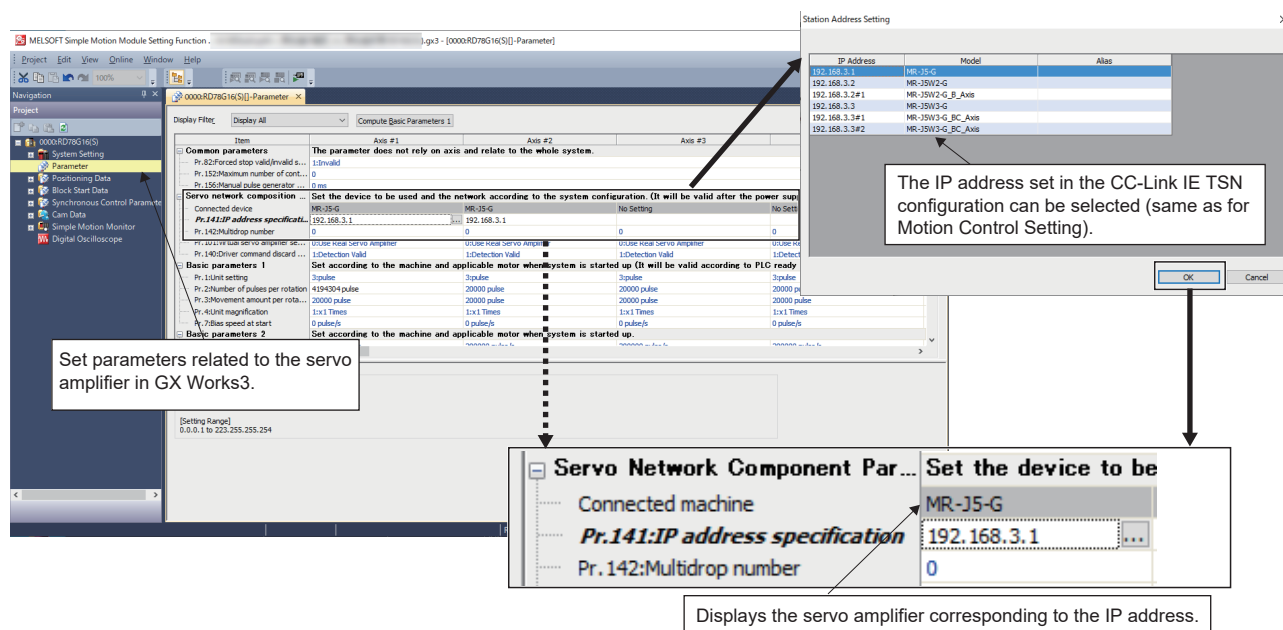 Station Address Setting
MELSOFT Simple Motion Module Setting Function
).gx3 - [0000:RD78G16(S)[]-Parameter]
Project Edit View Online Window Help
100%
IP Address Model Alias
192.168.3.1 MR-J5-G
192.168.3.2 MR-J5W2-G
192.168.3.2#1 MR-J5W2-G_B_Axis
192.168.3.3 MR-J5W3-G
192.168.3.3#1 MR-J5W3-G_BC_Axis
192.168.3.3#2 MR-J5W3-G_BC_Axis
The IP address set in the CC-Link IE TSN
configuration can be selected (same as for
Motion Control Setting).
OK Cancel
Navigation
Project
0000:RD78G16(S)
System Setting
Parameter
Positioning Data
Block Start Data
Synchronous Control Paramete
Cam Data
Simple Motion Monitor
Digital Oscilloscope
0000:RD78G16(S)[]-Parameter
Display Filter Display All Compute Basic Parameters 1
Item Axis #1 Axis #2 Axis #3
Common parameters The parameter does not rely on axis and relate to the whole system.
Pr.82:Forced stop valid/invalid s... 1:Invalid
Pr.152:Maximum number of cont... 0
Pr.156:Manual pulse generator ... 0 ms
Servo network composition ... Set the device to be used and the network according to the system configuration. (It will be valid after the power supp
Connected device MR-J5-G MR-J5-G No Setting No Sett
Pr.141:IP address specificati... 192.168.3.1 ... 192.168.3.1
Pr.142:Multidrop number 0 0 0 0
Pr.101:Virtual servo amplifier se... 0:Use Real Servo Amplifier 0:Use Real Servo Amplifier 0:Use Real Servo Amplifier 0:Use Re
Pr.140:Driver command discard ... 1:Detection Valid 1:Detection Valid 1:Detection Valid 1:Detect
Basic parameters 1 Set according to the machine and applicable motor when system is started up (It will be valid according to PLC ready
Pr.1:Unit setting 3:pulse 3:pulse 3:pulse 3:pulse
Pr.2:Number of pulses per rotation 4194304 pulse 20000 pulse 20000 pulse 20000 pu
Pr.3:Movement amount per rota... 20000 pulse 20000 pulse 20000 pulse 20000 pulse
Pr.4:Unit magnification 1:x1 Times 1:x1 Times 1:x1 Times 1:x1 Times
Pr.7:Bias speed at start 0 pulse/s 0 pulse/s 0 pulse/s 0 pulse/s
Basic parameters 2 Set according to the machine and applicable motor when system is started up.
Set parameters related to the servo
amplifier in GX Works3.
[Setting Range]
0.0.0.1 to 223.255.255.254
Servo Network Component Par... Set the device to be
Connected machine MR-J5-G
Pr.141:IP address specification 192.168.3.1 ...
Pr.142:Multidrop number 0
Displays the servo amplifier corresponding to the IP address.